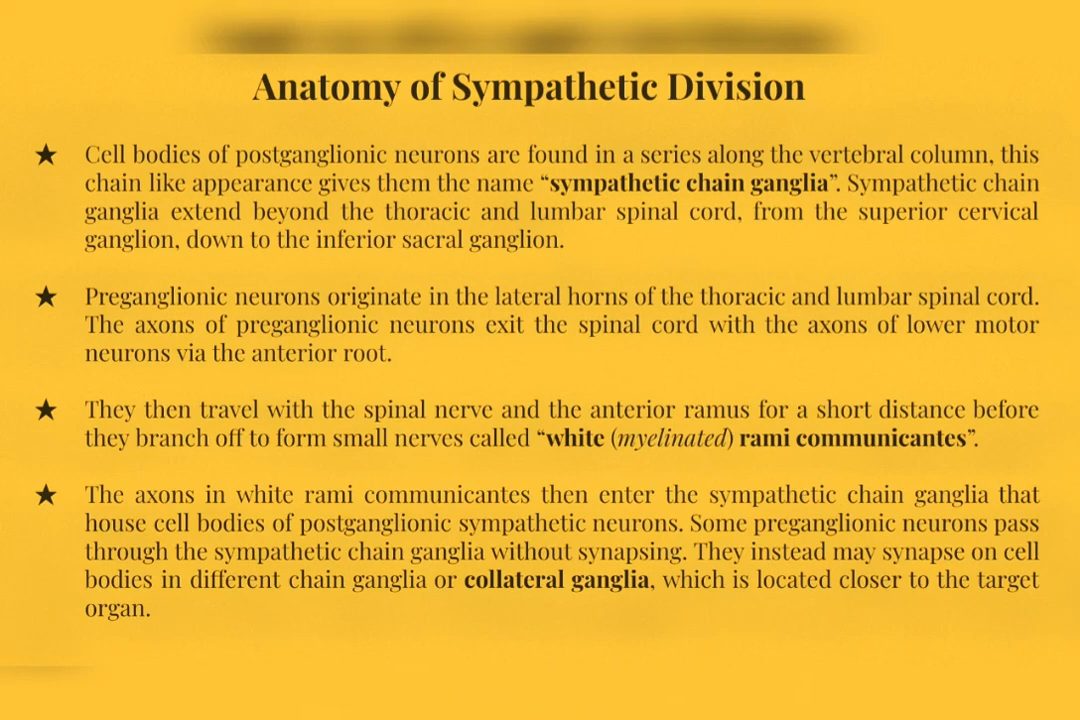 Anatomy of Sympathetic Division
★ Cell bodies of postganglionic neurons are found in a series along the vertebral column, this
chain like appearance gives them the name “sympathetic chain ganglia”. Sympathetic chain
ganglia extend beyond the thoracic and lumbar spinal cord, from the superior cervical
ganglion, down to the inferior sacral ganglion.
★ Preganglionic neurons originate in the lateral horns of the thoracic and lumbar spinal cord.
The axons of preganglionic neurons exit the spinal cord with the axons of lower motor
neurons via the anterior root.
★ They then travel with the spinal nerve and the anterior ramus for a short distance before
they branch off to form small nerves called “white (myelinated) rami communicantes”.
★ The axons in white rami communicantes then enter the sympathetic chain ganglia that
house cell bodies of postganglionic sympathetic neurons. Some preganglionic neurons pass
through the sympathetic chain ganglia without synapsing. They instead may synapse on cell
bodies in different chain ganglia or collateral ganglia, which is located closer to the target
organ.